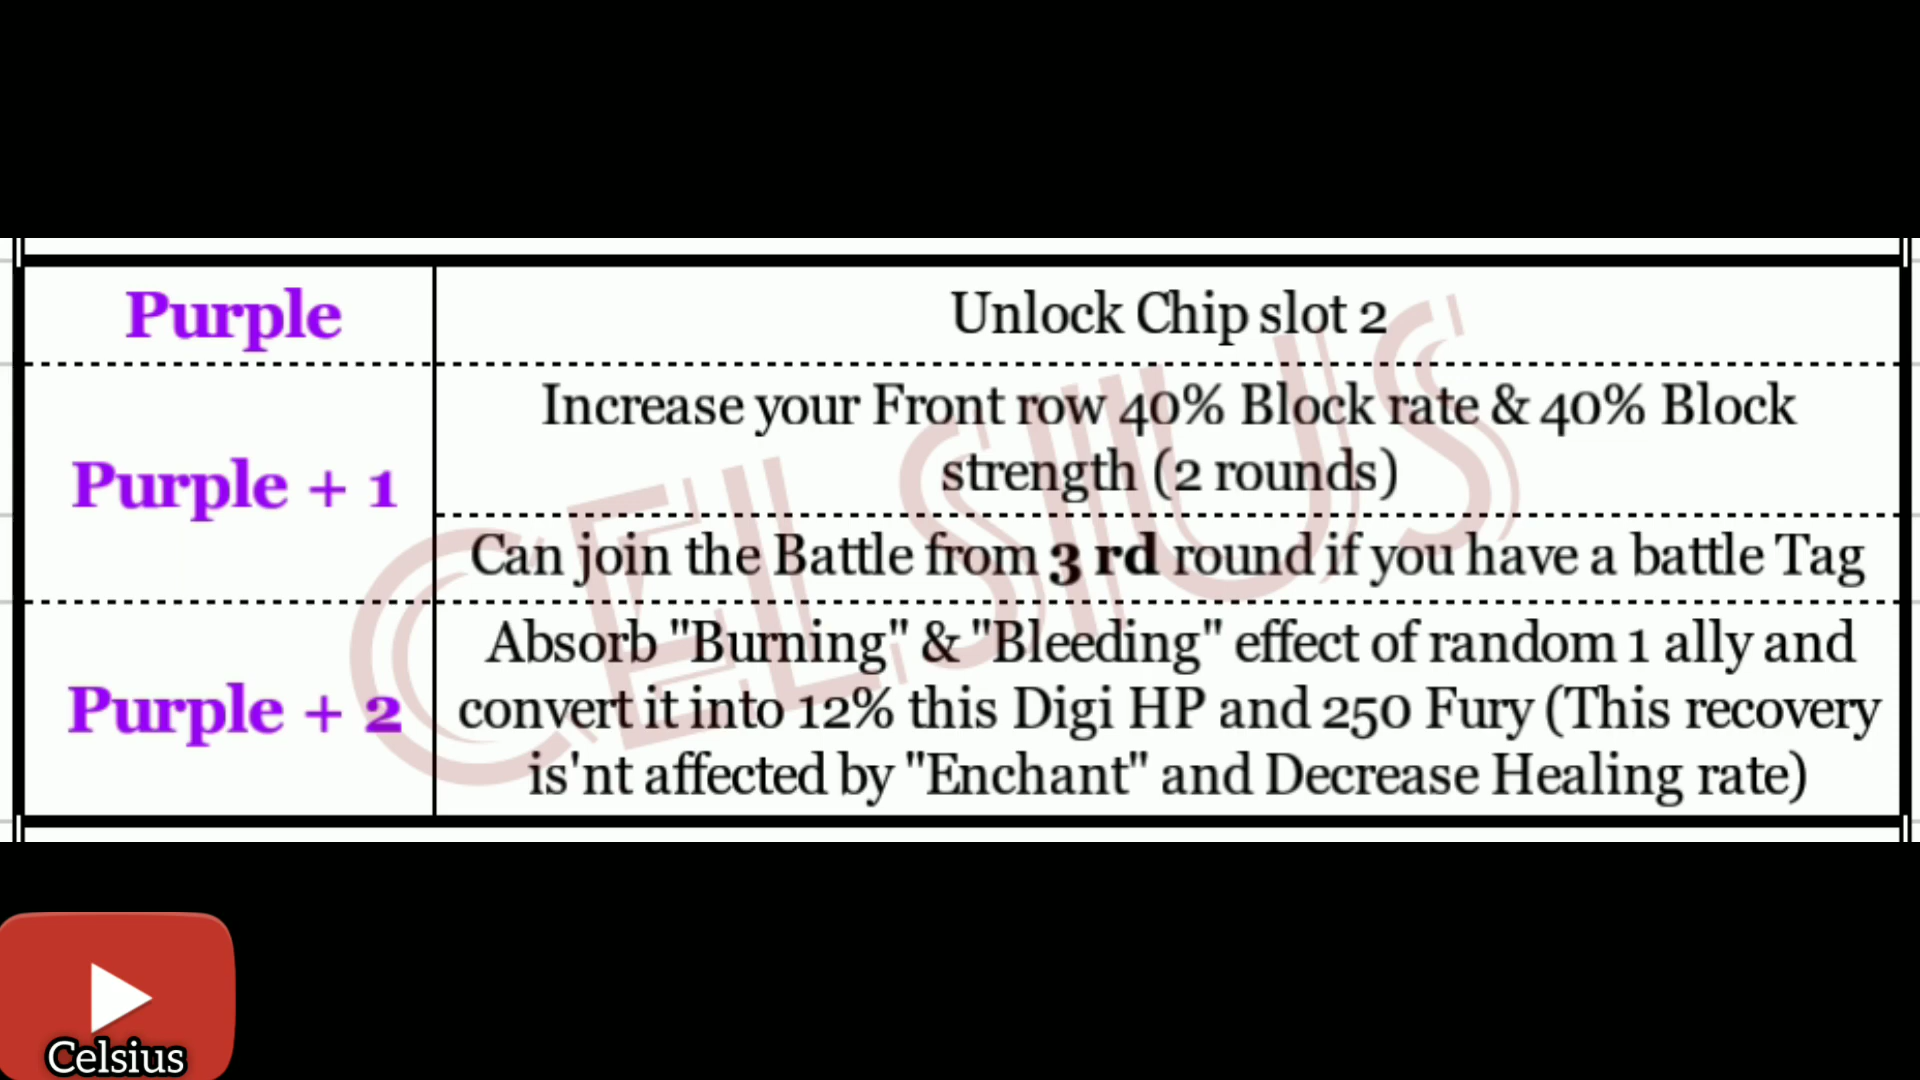 Purple
Unlock Chip slot 2
Purple + 1
Increase your Front row 40% Block rate & 40% Block
strength (2 rounds)
Can join the Battle from 3 rd round if you have a battle Tag
Purple + 2
Absorb "Burning" & "Bleeding" effect of random 1 ally and
convert it into 12% this Digi HP and 250 Fury (This recovery
is'nt affected by "Enchant" and Decrease Healing rate)
CELSIUS
Celsius